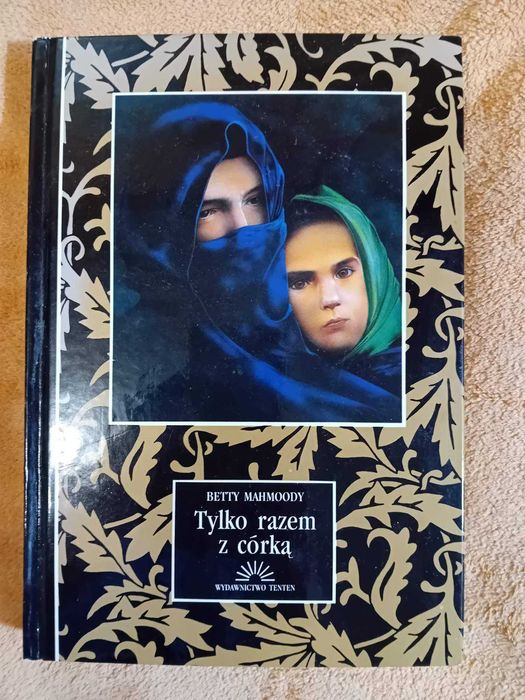 BETTY MAHMOODY
Tylko razem
z córką
WYDAWNICTWO TENTEN